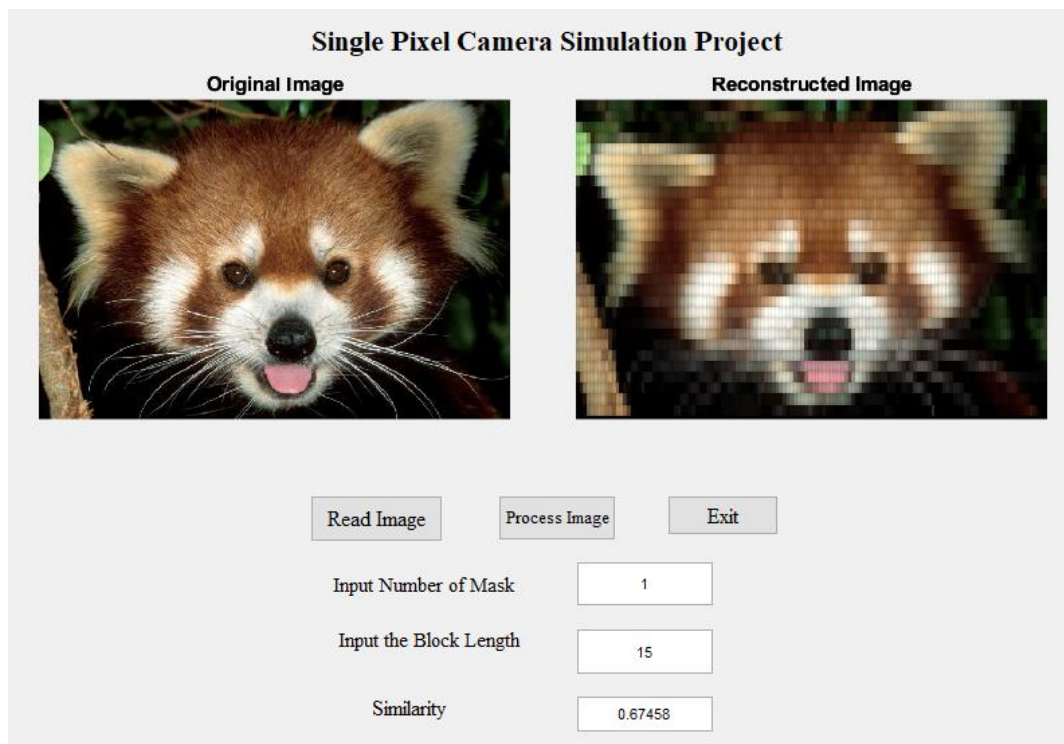 Single Pixel Camera Simulation Project
Original Image
Reconstructed Image
Read Image
Process Image
Exit
Input Number of Mask
1
Input the Block Length
15
Similarity
0.67458